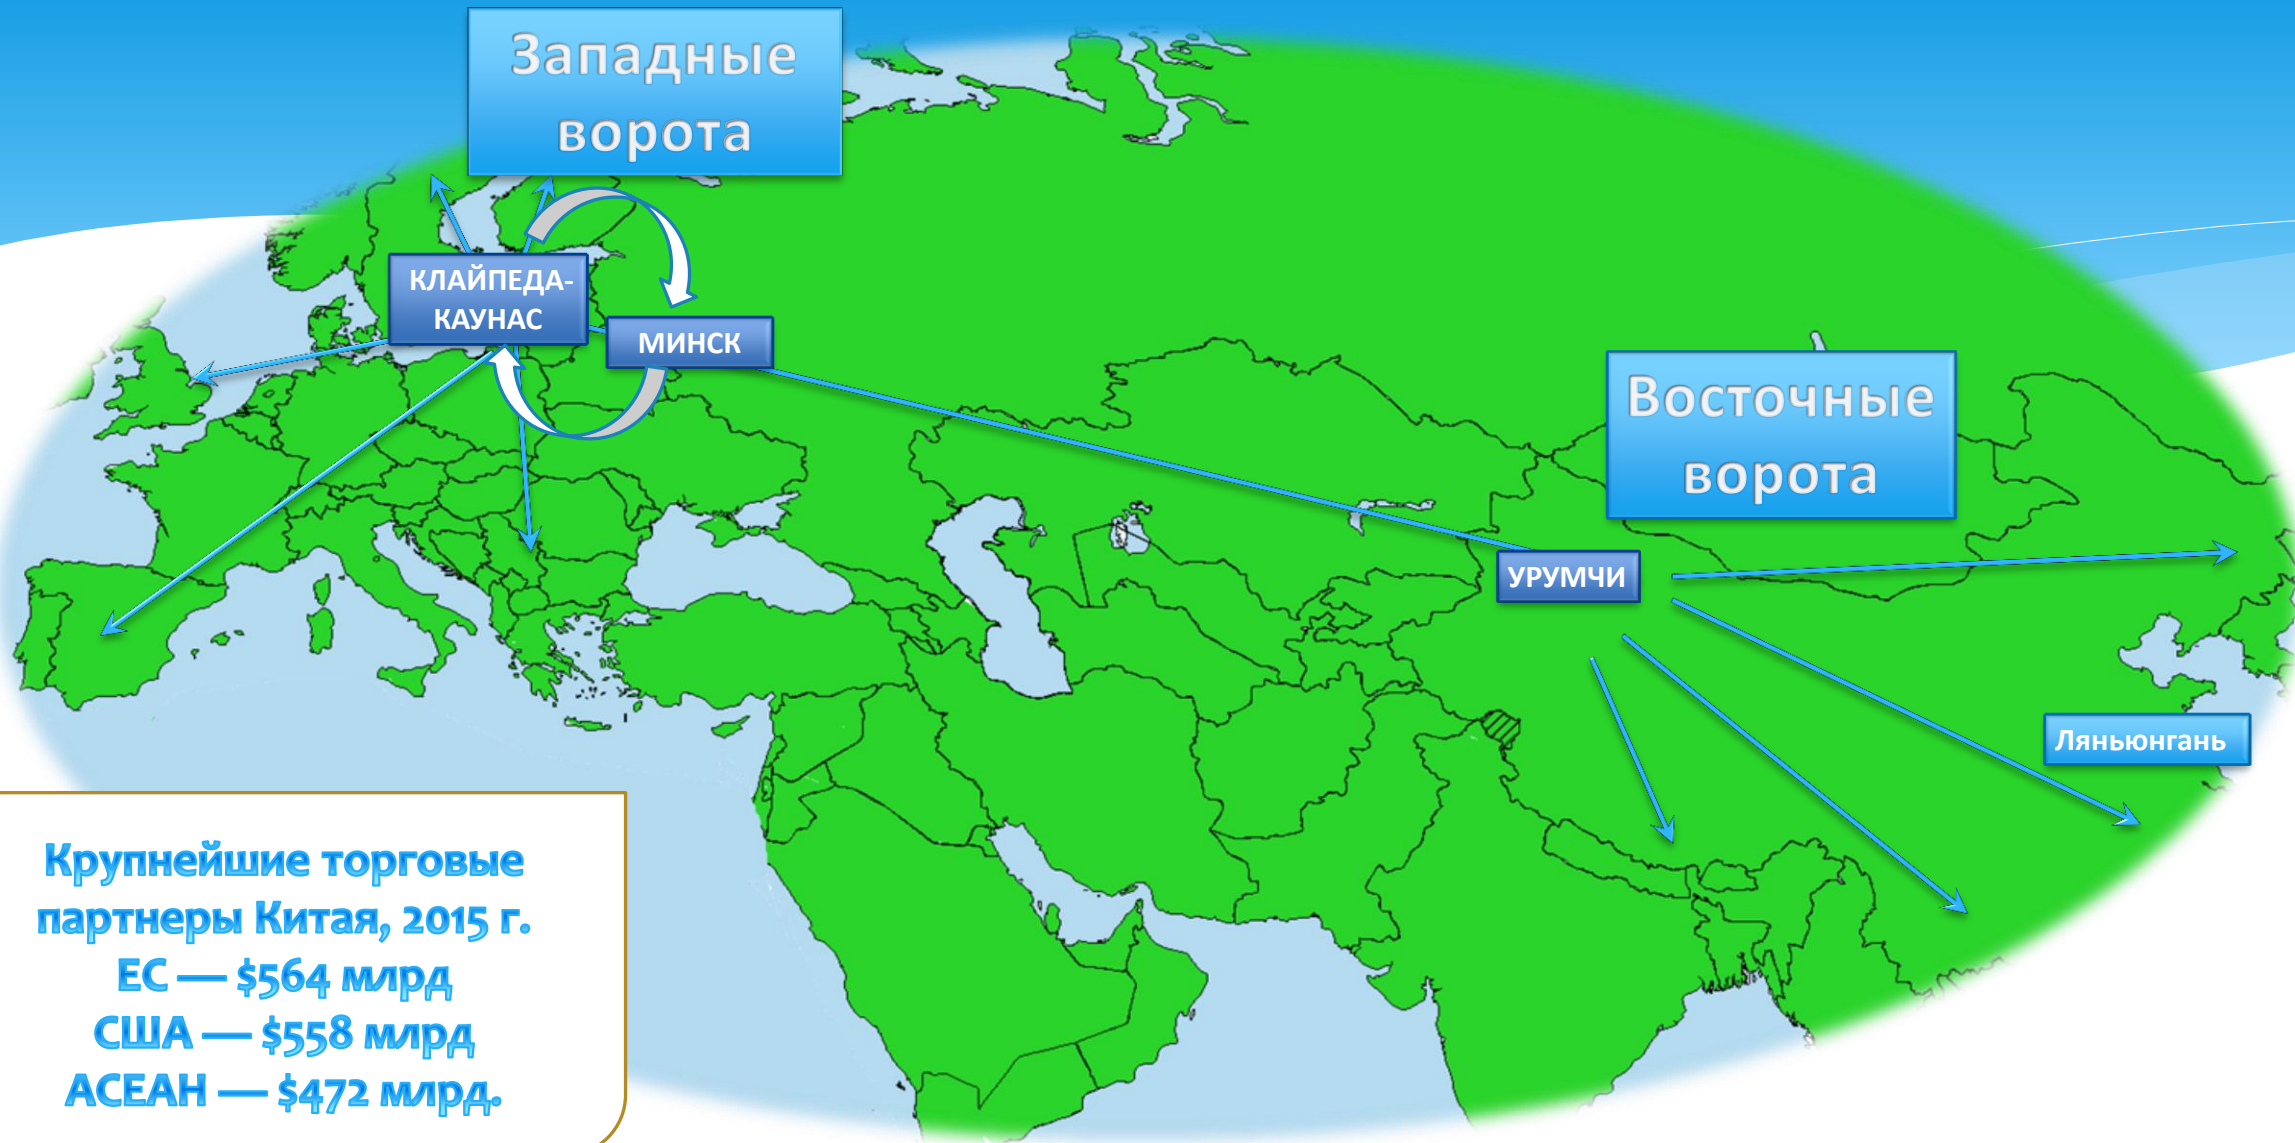 Западные
ворота
КЛАЙПЕДА-
КАУНАС
МИНСК
Восточные
ворота
УРУМЧИ
Ляньюнгань
Крупнейшие торговые
партнеры Китая, 2015 г.
ЕС — $564 млрд
США — $558 млрд
АСЕАН — $472 млрд.